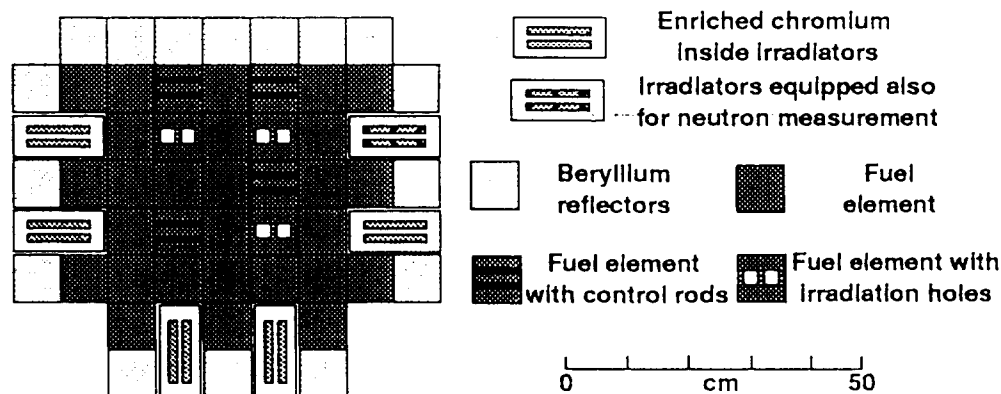 Enriched chromium
inside irradiators
Irradiators equipped also
for neutron measurement
Beryllium
reflectors
Fuel
element
Fuel element
with control rods
Fuel element with
irradiation holes
0 cm 50